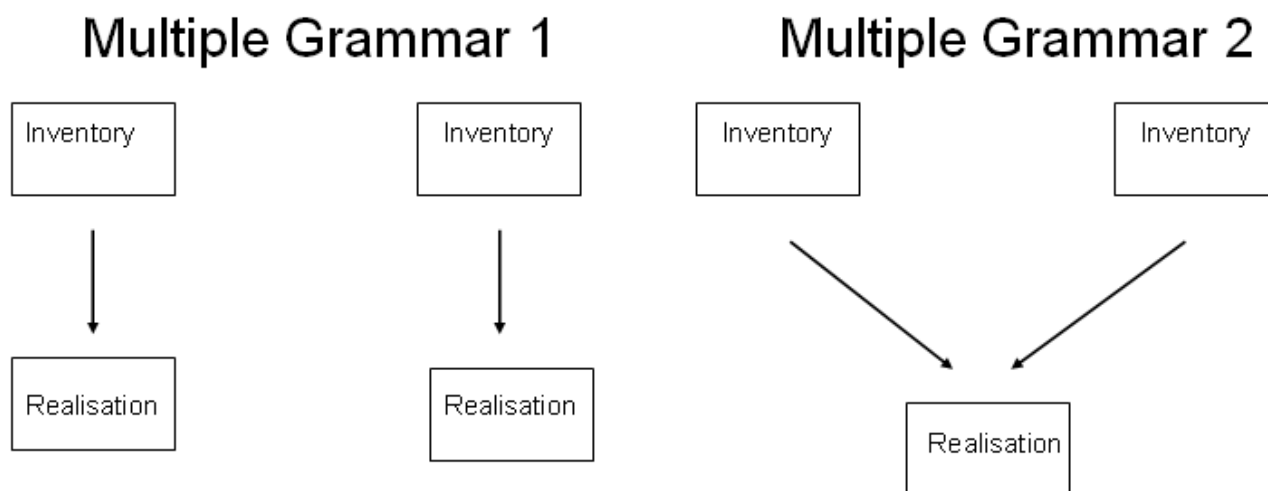 Multiple Grammar 1
Inventory
Inventory
Realisation
Realisation
Multiple Grammar 2
Inventory
Inventory
Realisation